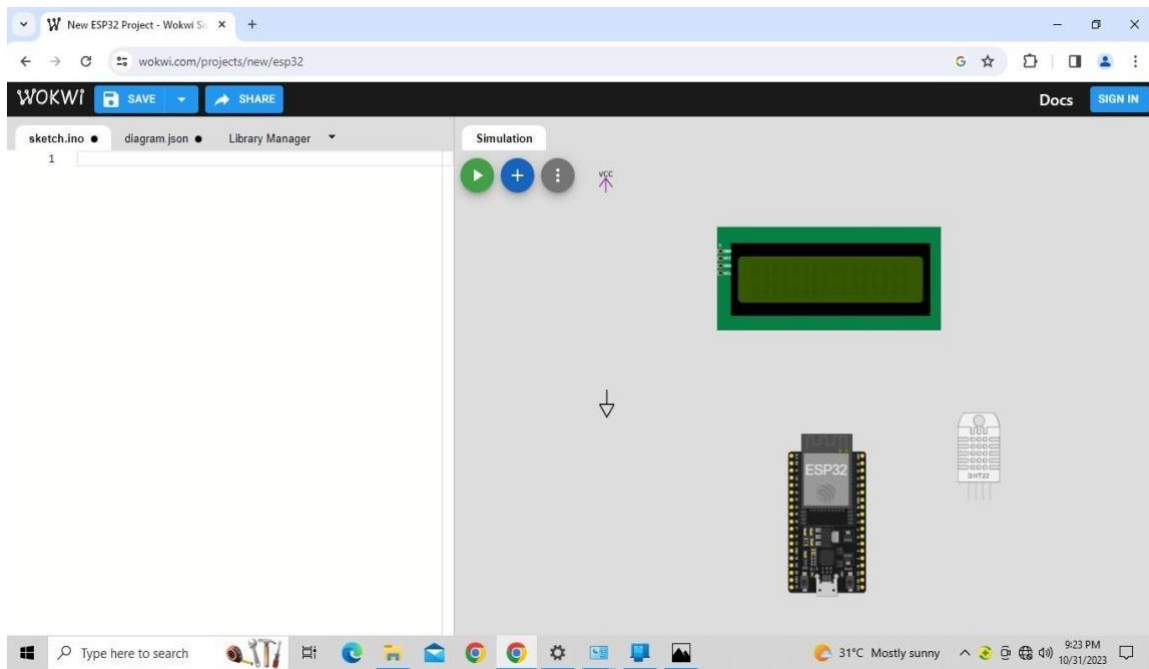 New ESP32 Project - Wokwi Si
wokwi.com/projects/new/esp32
WOKWI SAVE SHARE Docs SIGN IN
sketch.ino diagram.json Library Manager Simulation
1
VCC
ESP32
DHT22
Type here to search 31°C Mostly sunny 9:23 PM
10/31/2023